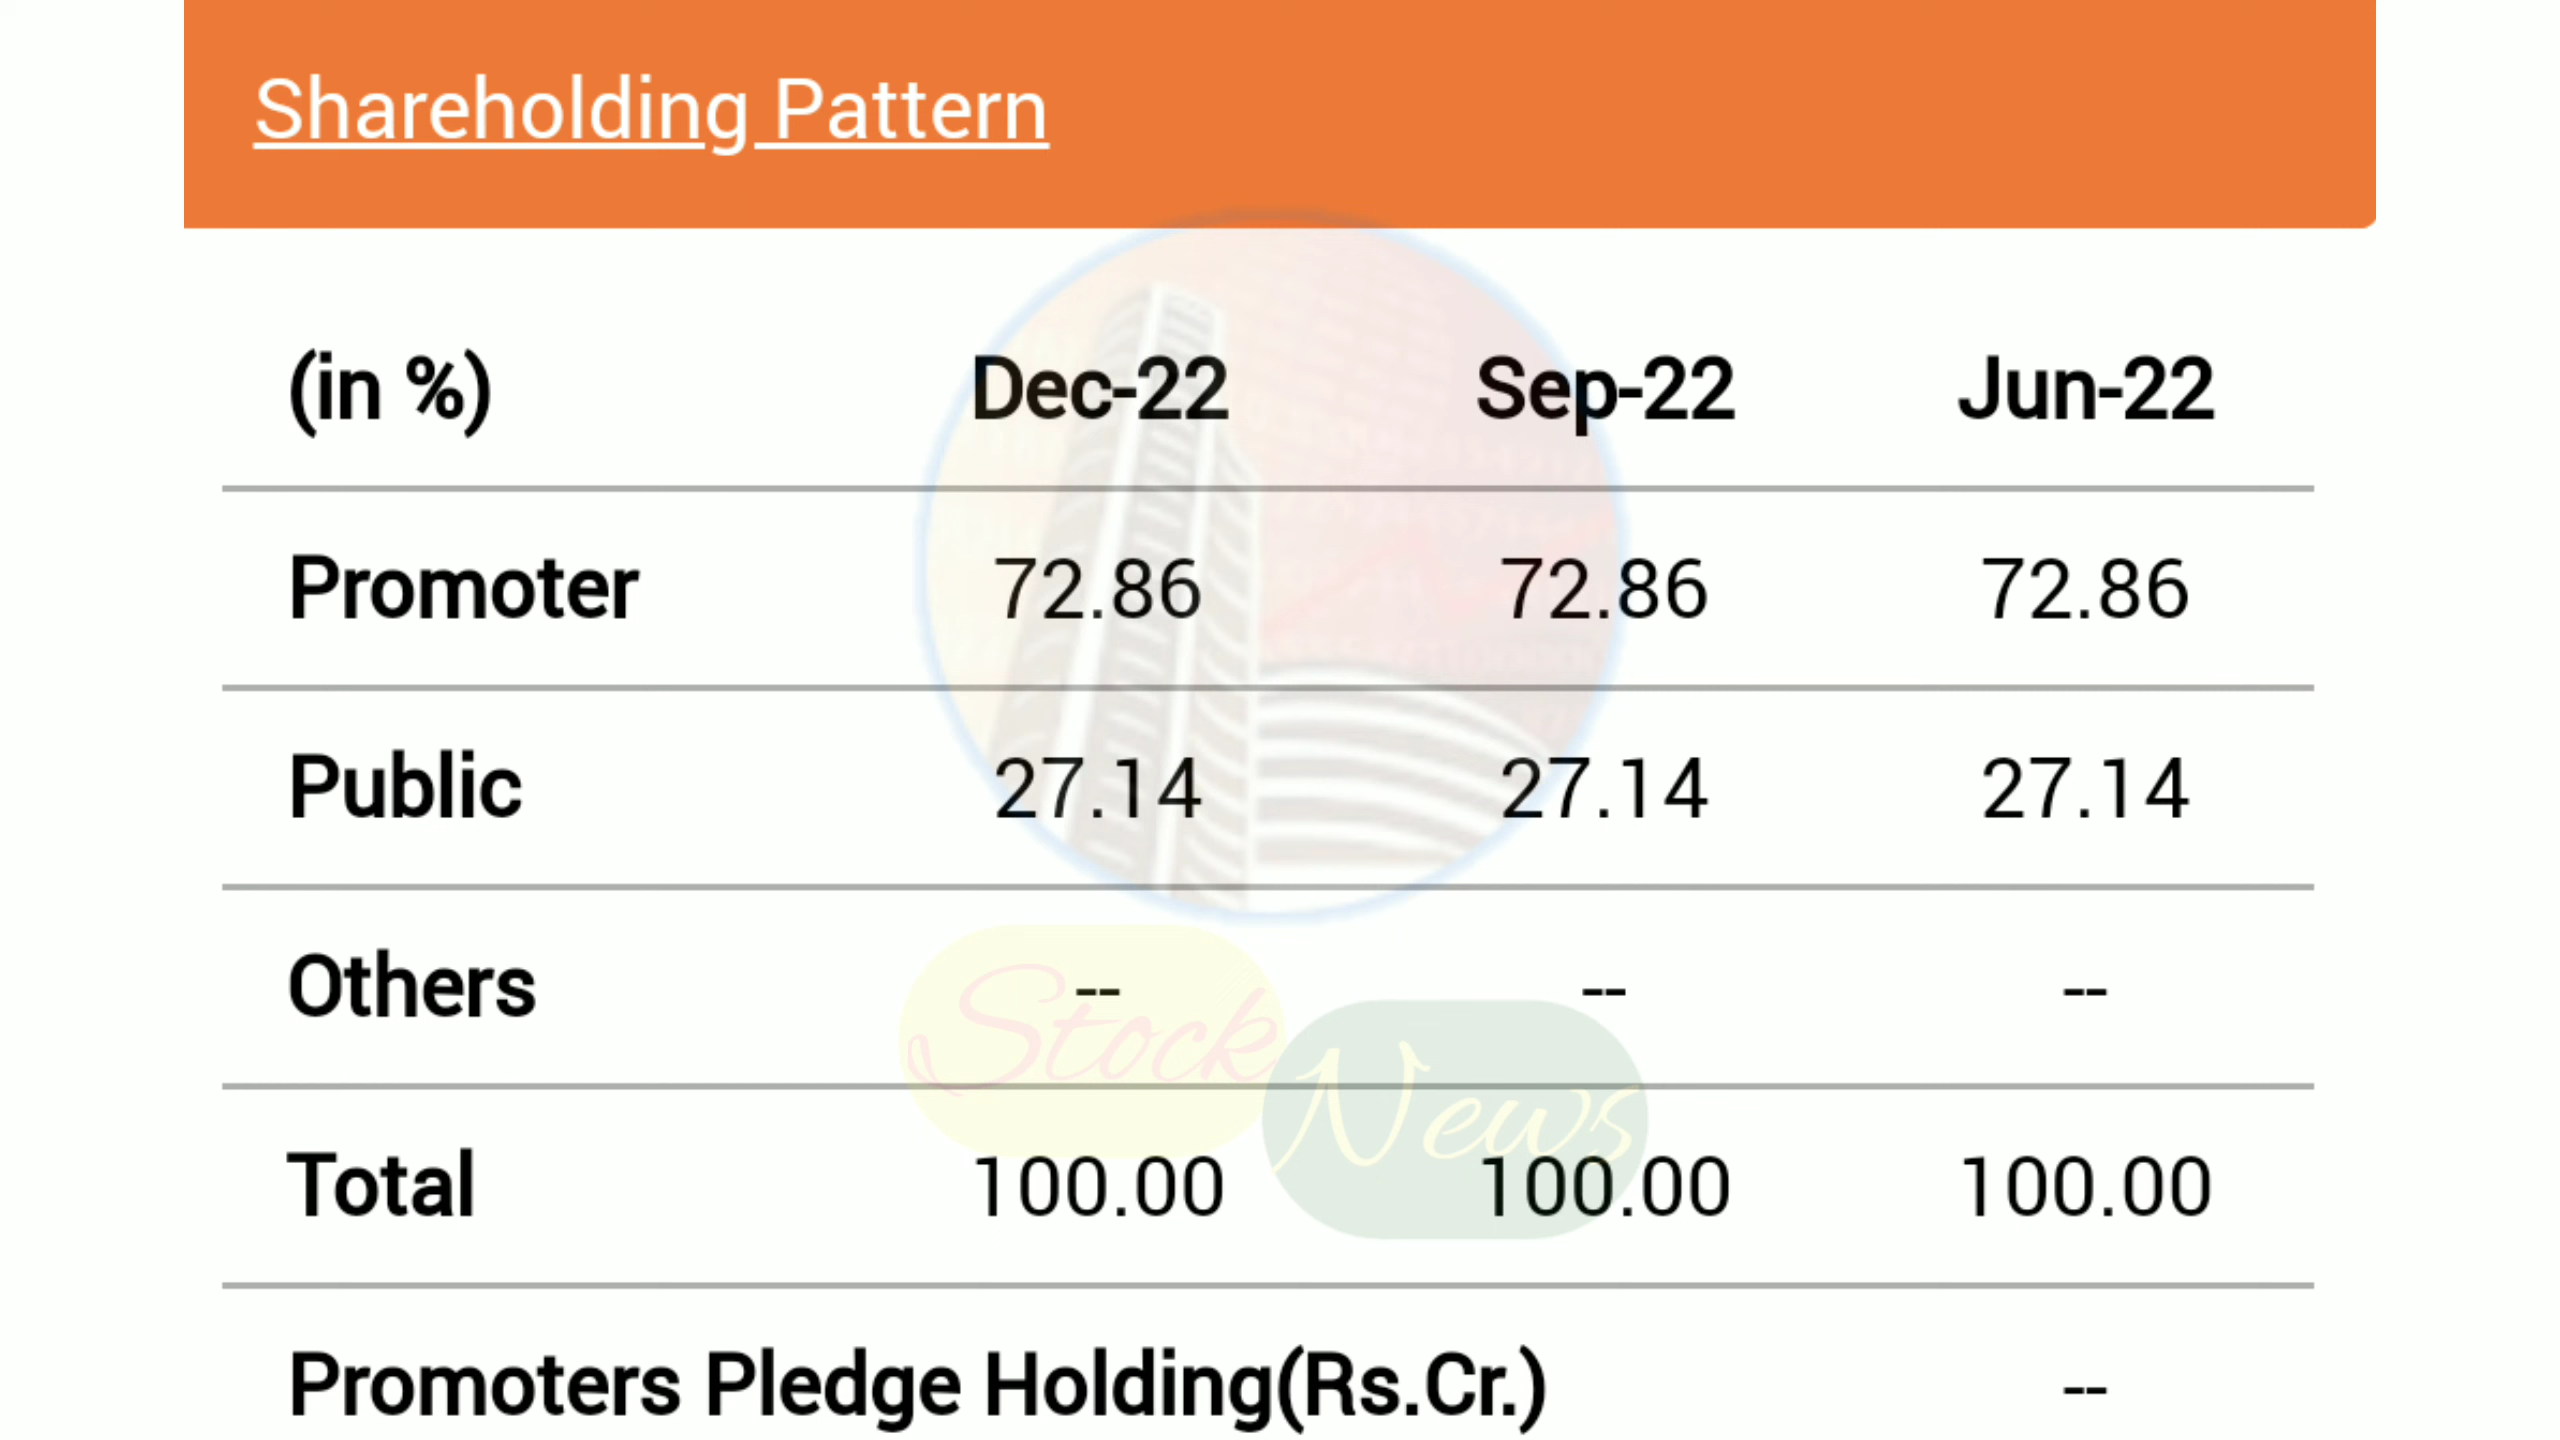 Shareholding Pattern
(in %) Dec-22 Sep-22 Jun-22
Promoter 72.86 72.86 72.86
Public 27.14 27.14 27.14
Others -- -- --
Stock
News
Total 100.00 100.00 100.00
Promoters Pledge Holding(Rs.Cr.) --